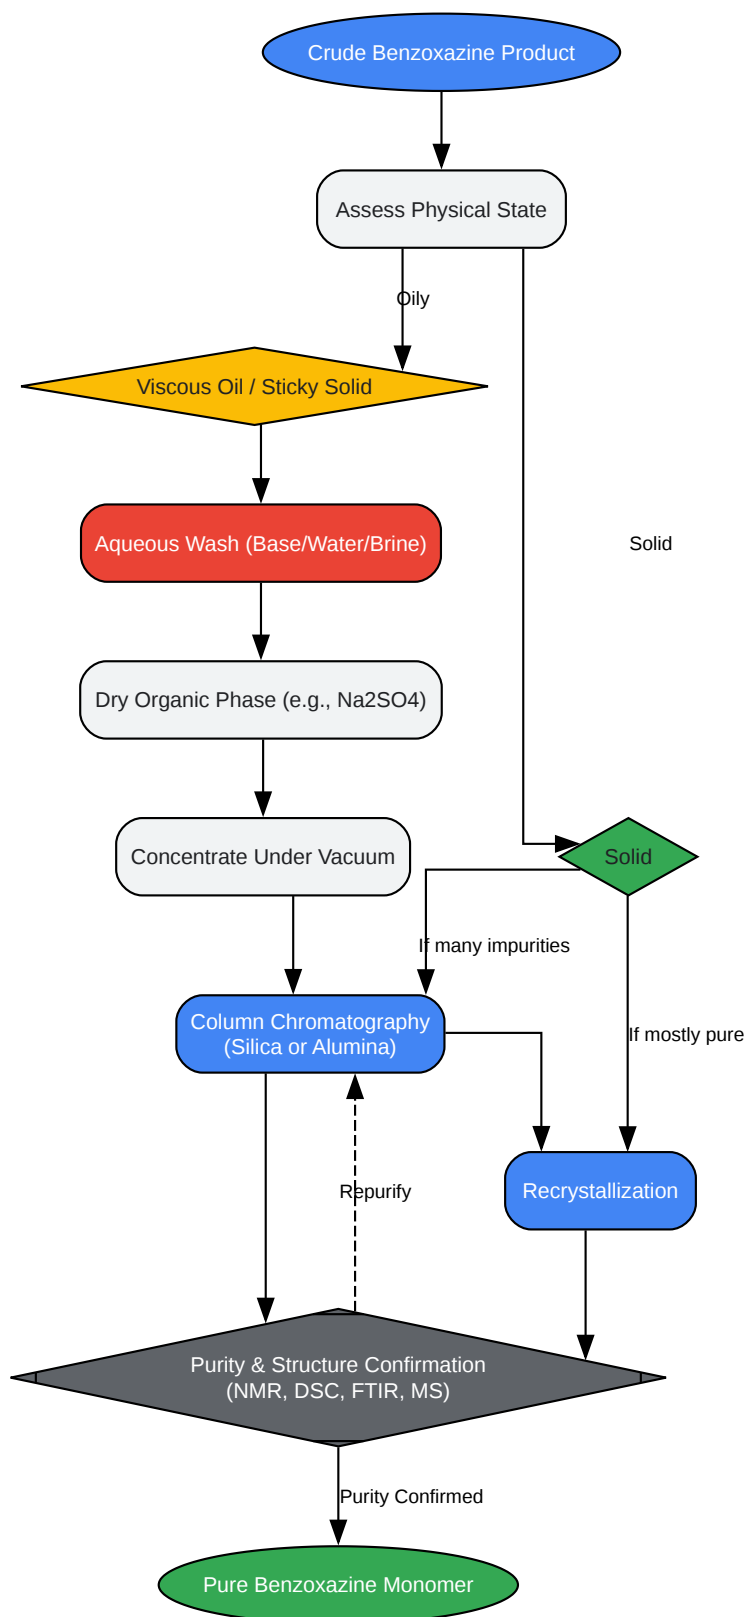 Crude Benzoxazine Product
Assess Physical State
Oily
Viscous Oil / Sticky Solid
Aqueous Wash (Base/Water/Brine)
Solid
Dry Organic Phase (e.g., Na2SO4)
Concentrate Under Vacuum
Solid
If many impurities
Column Chromatography
(Silica or Alumina)
If mostly pure
Repurify
Recrystallization
Purity & Structure Confirmation
(NMR, DSC, FTIR, MS)
Purity Confirmed
Pure Benzoxazine Monomer